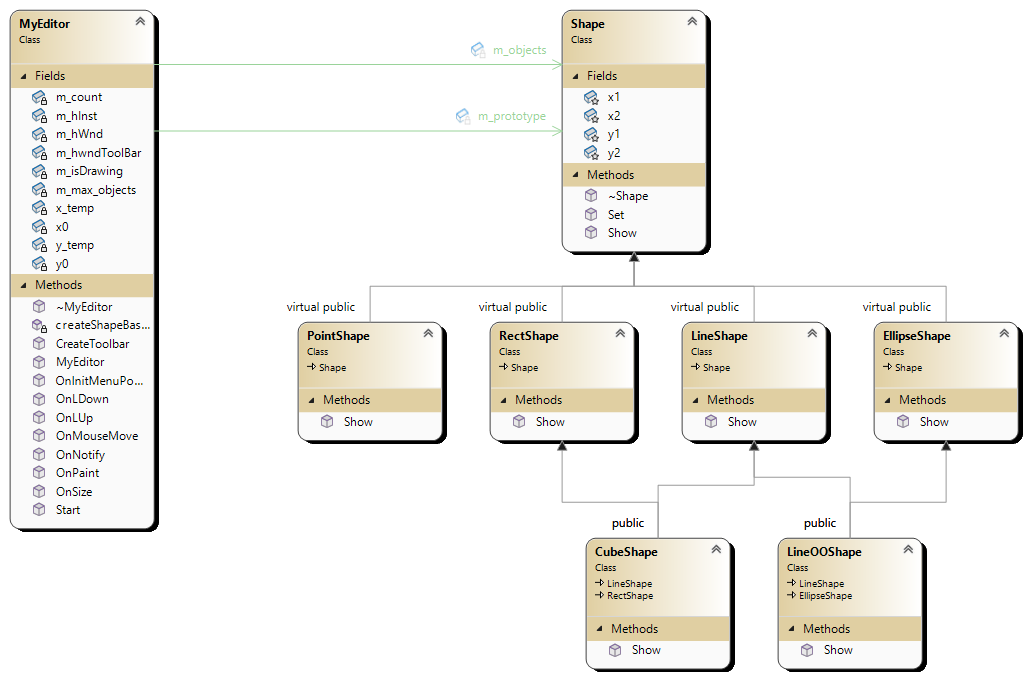 MyEditor
Class
Fields
m_count
m_hInst
m_hWnd
m_hwndToolBar
m_isDrawing
m_max_objects
x_temp
x0
y_temp
y0
Methods
~MyEditor
createShapeBas...
CreateToolbar
MyEditor
OnInitMenuPo...
OnLDown
OnLUp
OnMouseMove
OnNotify
OnPaint
OnSize
Start
m_objects
m_prototype
Shape
Class
Fields
x1
x2
y1
y2
Methods
~Shape
Set
Show
virtual public
PointShape
Class
Shape
Methods
Show
virtual public
RectShape
Class
Shape
Methods
Show
virtual public
LineShape
Class
Shape
Methods
Show
virtual public
EllipseShape
Class
Shape
Methods
Show
public
CubeShape
Class
LineShape
RectShape
Methods
Show
public
LineOOShape
Class
LineShape
EllipseShape
Methods
Show